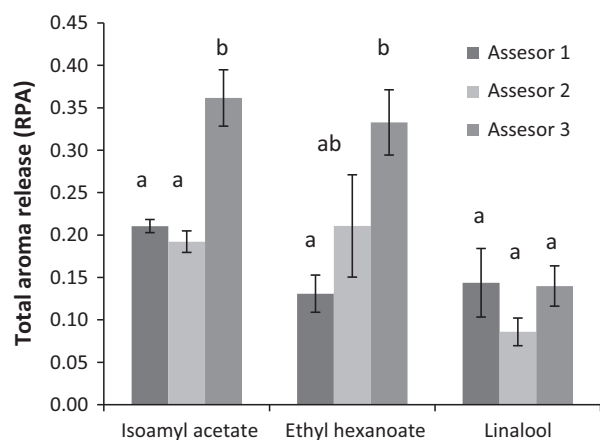 Total aroma release (RPA)
0.45
0.40
0.35
0.30
0.25
0.20
0.15
0.10
0.05
0.00
Assesor 1
Assesor 2
Assesor 3
a a b
a ab b
a a a
Isoamyl acetate Ethyl hexanoate Linalool